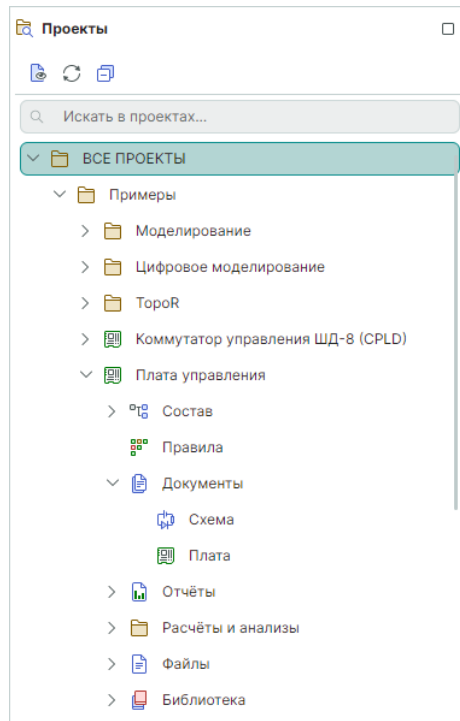 Проекты
Искать в проектах...
ВСЕ ПРОЕКТЫ
Примеры
Моделирование
Цифровое моделирование
TopoR
Коммутатор управления ШД-8 (CPLD)
Плата управления
Состав
Правила
Документы
Схема
Плата
Отчёты
Расчёты и анализы
Файлы
Библиотека